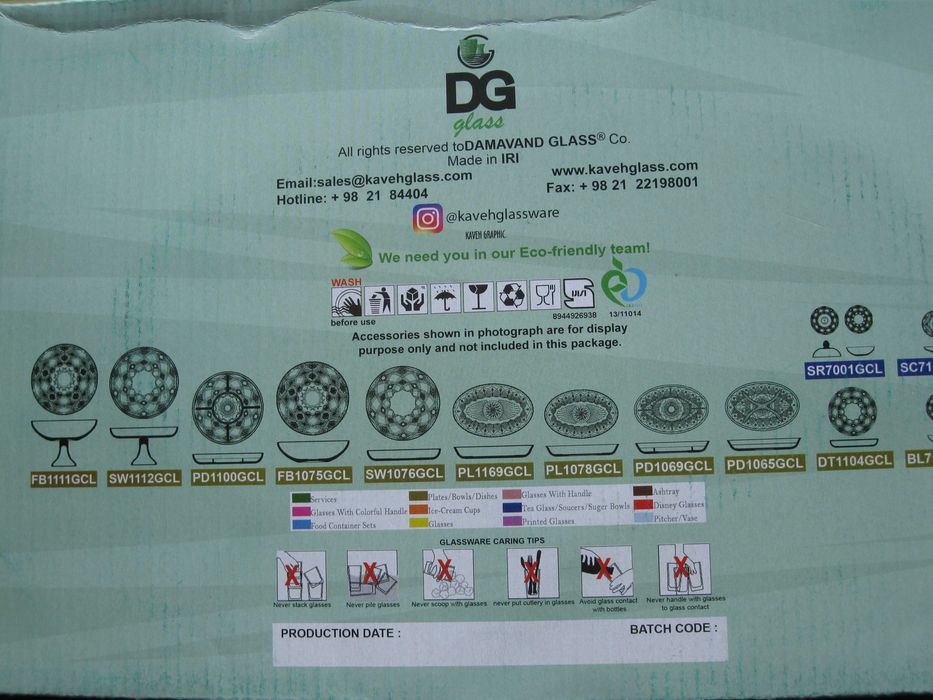 DG
glass
All rights reserved toDAMAVAND GLASS® Co.
Made in IRI
Email:sales@kavehglass.com
www.kavehglass.com
Hotline: + 98 21 84404
Fax: + 98 21 22198001
@kavehglassware
KAVEH GRAPHIC
We need you in our Eco-friendly team!
WASH
before use
8944926938
13/11014
Accessories shown in photograph are for display
purpose only and not included in this package.
SR7001GCL
SC71
FB1111GCL
SW1112GCL
PD1100GCL
FB1075GCL
SW1076GCL
PL1169GCL
PL1078GCL
PD1069GCL
PD1065GCL
DT1104GCL
BL7
Services
Plates/Bowls/Dishes
Glasses With Handle
Ashtray
Glasses With Colorful Handle
Ice-Cream Cups
Tea Glass/Soucers/Suger Bowls
Disney Glasses
Food Container Sets
Glasses
Printed Glasses
Pitcher/Vase
GLASSWARE CARING TIPS
Never stack glasses
Never pile glasses
Never scoop with glasses
never put cutlery in glasses
Avoid glass contact
with bottles
Never handle with glasses
to glass contact
PRODUCTION DATE :
BATCH CODE :